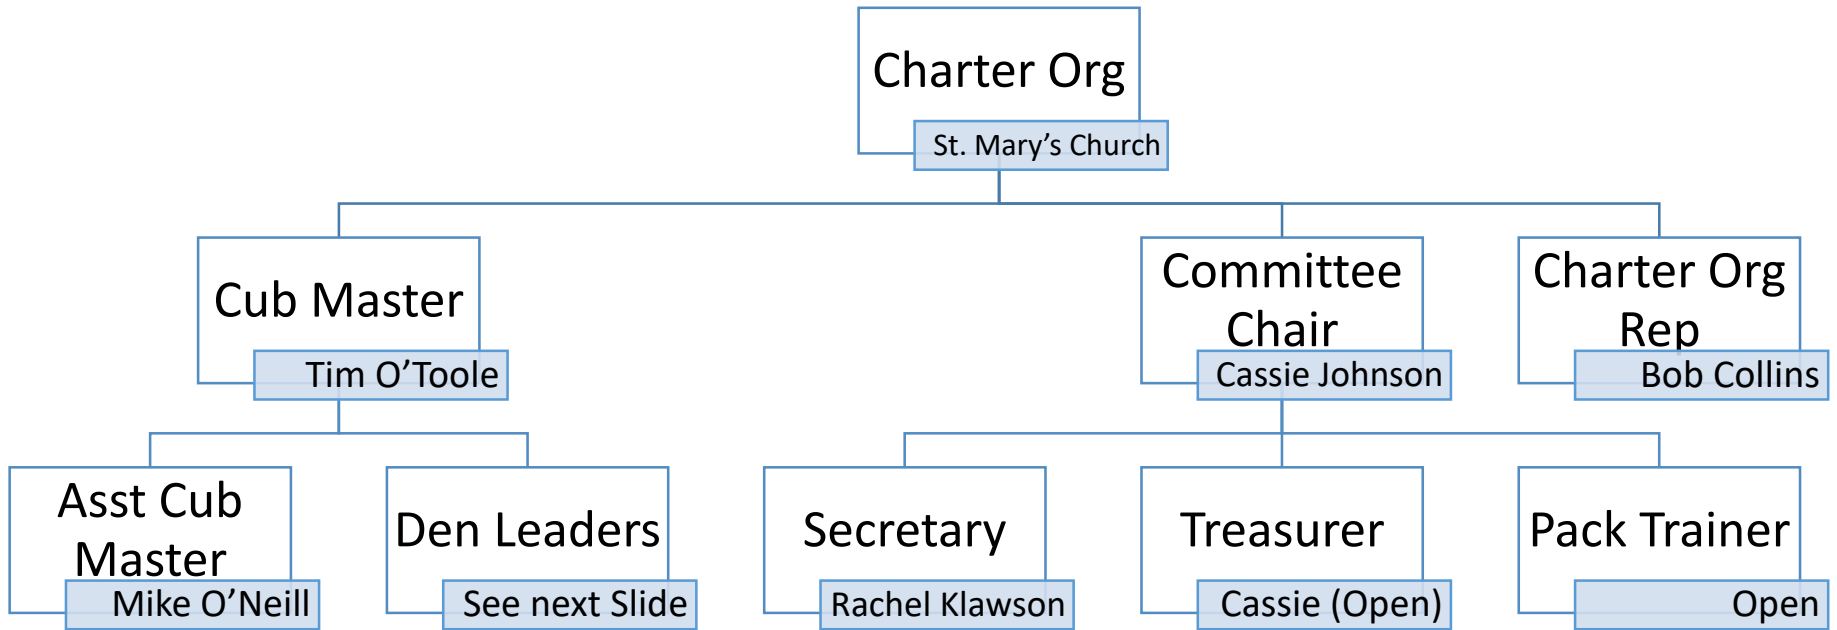 Charter Org
St. Mary’s Church
Cub Master
Tim O’Toole
Committee
Chair
Cassie Johnson
Charter Org
Rep
Bob Collins
Asst Cub
Master
Mike O’Neill
Den Leaders
See next Slide
Secretary
Rachel Klawson
Treasurer
Cassie (Open)
Pack Trainer
Open